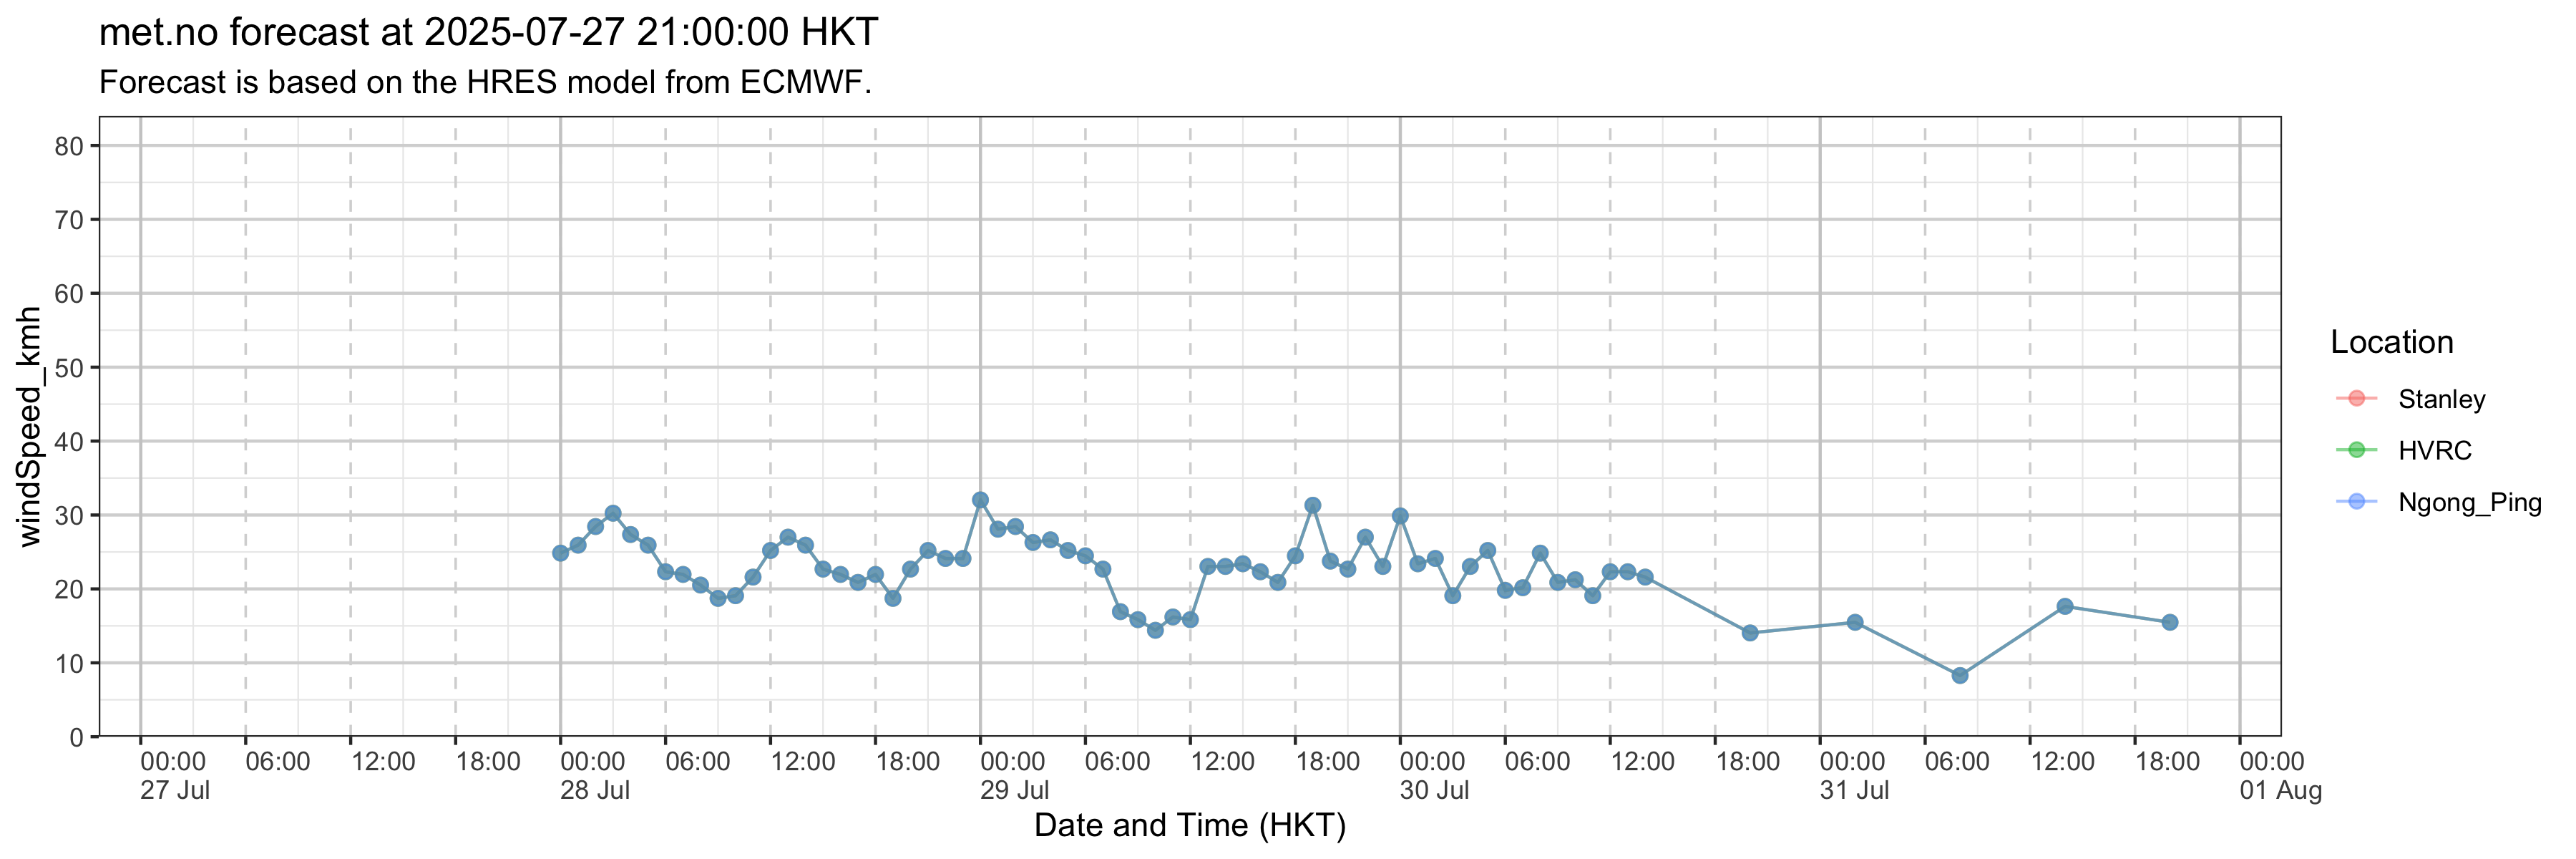 met.no forecast at 2025-07-27 21:00:00 HKT
Forecast is based on the HRES model from ECMWF.
windSpeed_kmh
80
70
60
50
40
30
20
10
0
00:00 06:00 12:00 18:00 00:00 06:00 12:00 18:00 00:00 06:00 12:00 18:00 00:00 06:00 12:00 18:00 00:00 06:00 12:00 18:00 00:00
27 Jul 28 Jul 29 Jul 30 Jul 31 Jul 01 Aug
Date and Time (HKT)
Location
Stanley
HVRC
Ngong_Ping